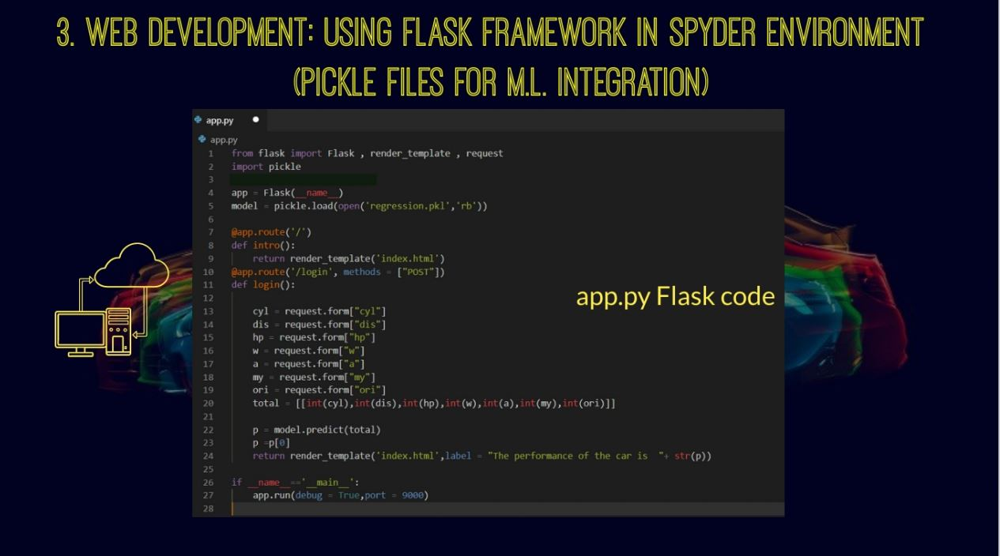 3. WEB DEVELOPMENT: USING FLASK FRAMEWORK IN SPYDER ENVIRONMENT
(PICKLE FILES FOR M.L. INTEGRATION)
app.py
app.py
1 from flask import Flask , render_template , request
2 import pickle
3
4 app = Flask(__name__)
5 model = pickle.load(open('regression.pkl','rb'))
6
7 @app.route('/')
8 def intro():
9 return render_template('index.html')
10 @app.route('/login', methods = ["POST"])
11 def login():
12
13 cyl = request.form["cyl"]
14 dis = request.form["dis"]
15 hp = request.form["hp"]
16 w = request.form["w"]
17 a = request.form["a"]
18 my = request.form["my"]
19 ori = request.form["ori"]
20 total = [[int(cyl),int(dis),int(hp),int(w),int(a),int(my),int(ori)]]
21
22 p = model.predict(total)
23 p =p[0]
24 return render_template('index.html',label = "The performance of the car is  "+ str(p))
25
26 if __name__=='__main__':
27 app.run(debug = True,port = 9000)
28
app.py Flask code